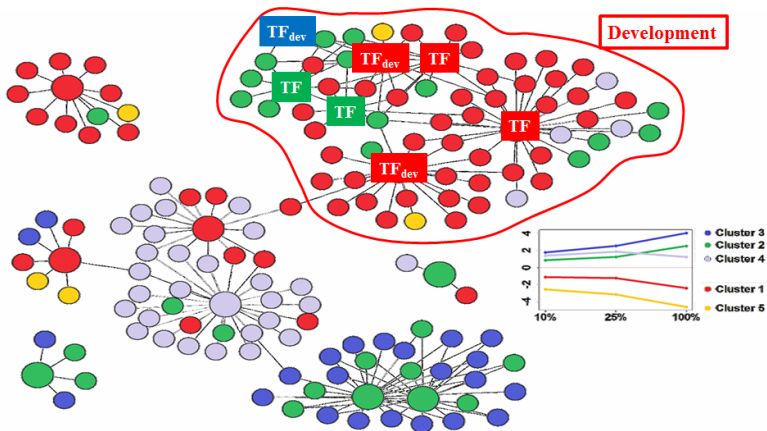 TFdev
Development
TFdev
TF
TF
TF
TF
TFdev
4
2
0
-2
-4
10%
25%
100%
Cluster 3
Cluster 2
Cluster 4
Cluster 1
Cluster 5